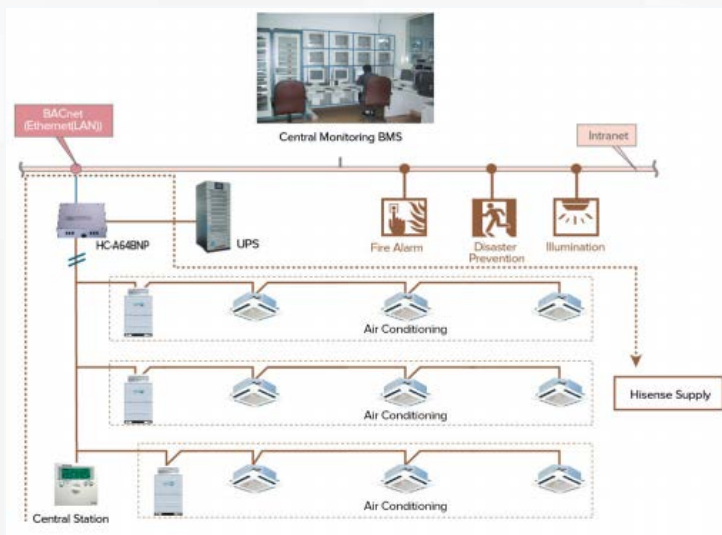 Central Monitoring BMS
BACnet
(Ethernet(LAN))
Intranet
HC-A64BNP
UPS
Fire Alarm
Disaster
Prevention
Illumination
Air Conditioning
Air Conditioning
Hisense Supply
Air Conditioning
Central Station